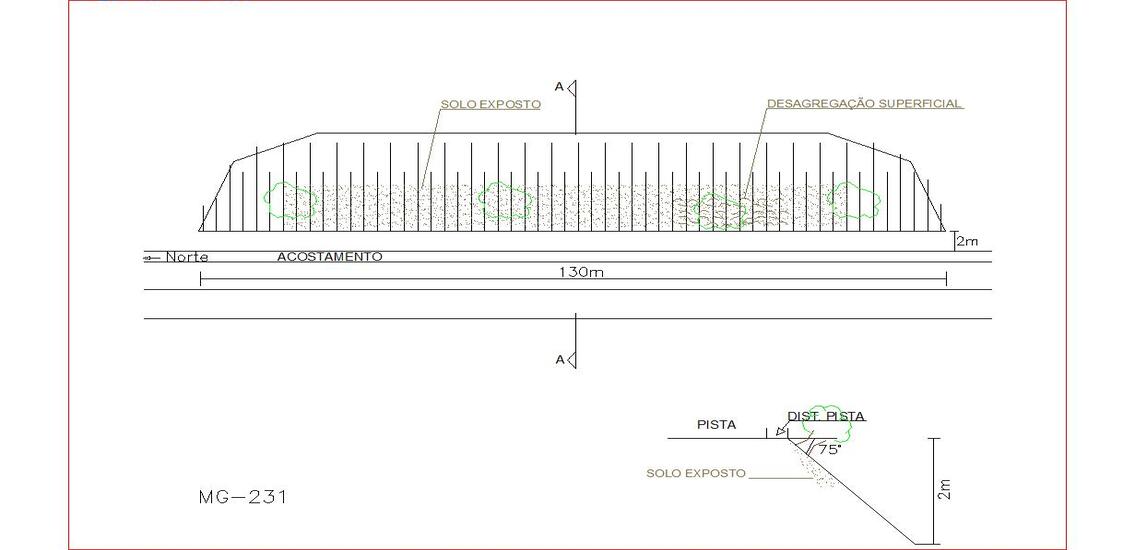 A
SOLO EXPOSTO
DESAGREGAÇÃO SUPERFICIAL
2m
Norte
ACOSTAMENTO
130m
A
PISTA
DIST. PISTA
75°
SOLO EXPOSTO
2m
MG-231